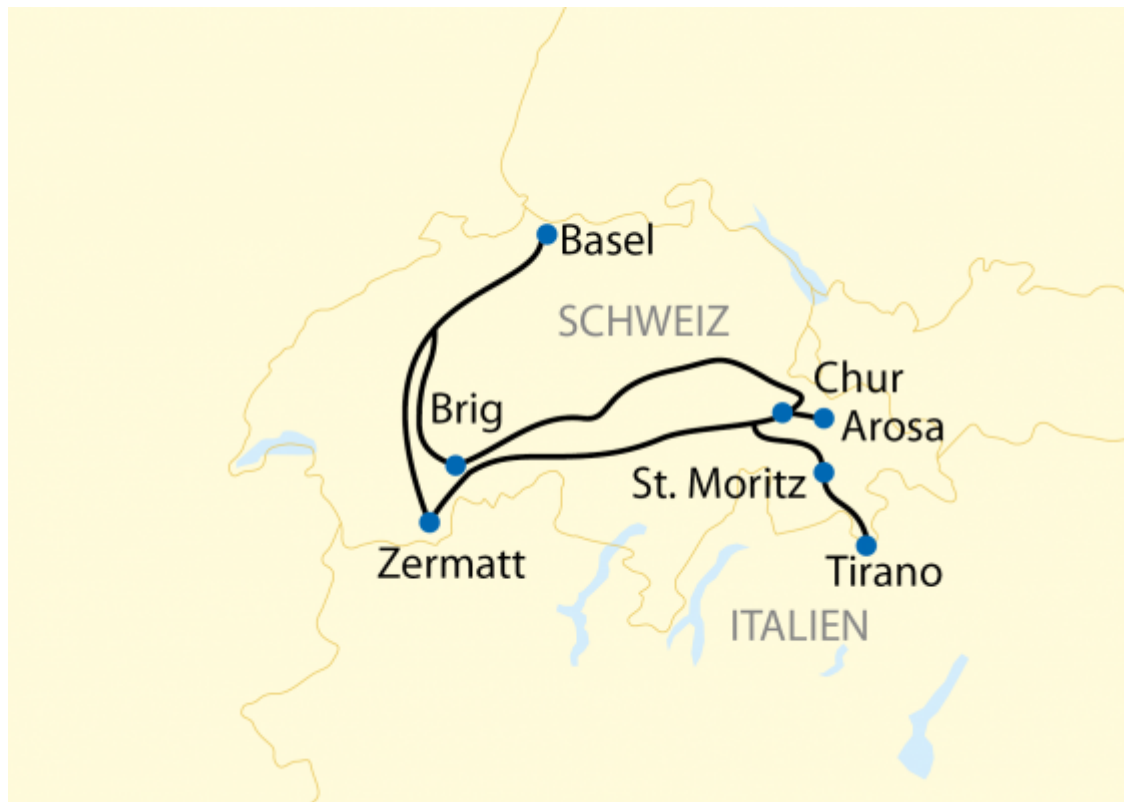 Basel
SCHWEIZ
Chur
Brig
Arosa
St. Moritz
Zermatt
Tirano
ITALIEN